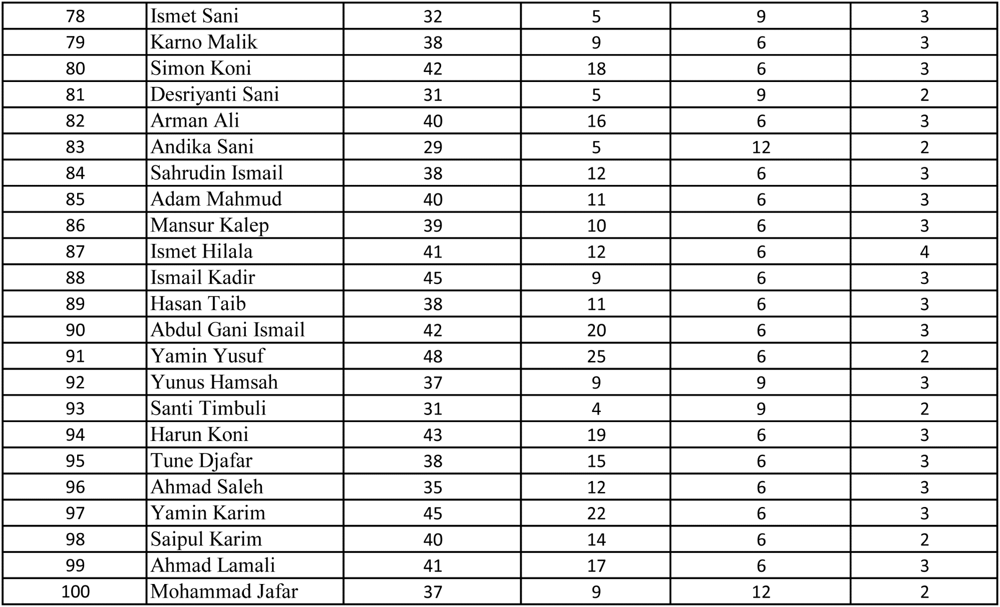 78 Ismet Sani 32 5 9 3
79 Karno Malik 38 9 6 3
80 Simon Koni 42 18 6 3
81 Desriyanti Sani 31 5 9 2
82 Arman Ali 40 16 6 3
83 Andika Sani 29 5 12 2
84 Sahrudin Ismail 38 12 6 3
85 Adam Mahmud 40 11 6 3
86 Mansur Kalep 39 10 6 3
87 Ismet Hilala 41 12 6 4
88 Ismail Kadir 45 9 6 3
89 Hasan Taib 38 11 6 3
90 Abdul Gani Ismail 42 20 6 3
91 Yamin Yusuf 48 25 6 2
92 Yunus Hamsah 37 9 9 3
93 Santi Timbuli 31 4 9 2
94 Harun Koni 43 19 6 3
95 Tune Djafar 38 15 6 3
96 Ahmad Saleh 35 12 6 3
97 Yamin Karim 45 22 6 3
98 Saipul Karim 40 14 6 2
99 Ahmad Lamali 41 17 6 3
100 Mohammad Jafar 37 9 12 2